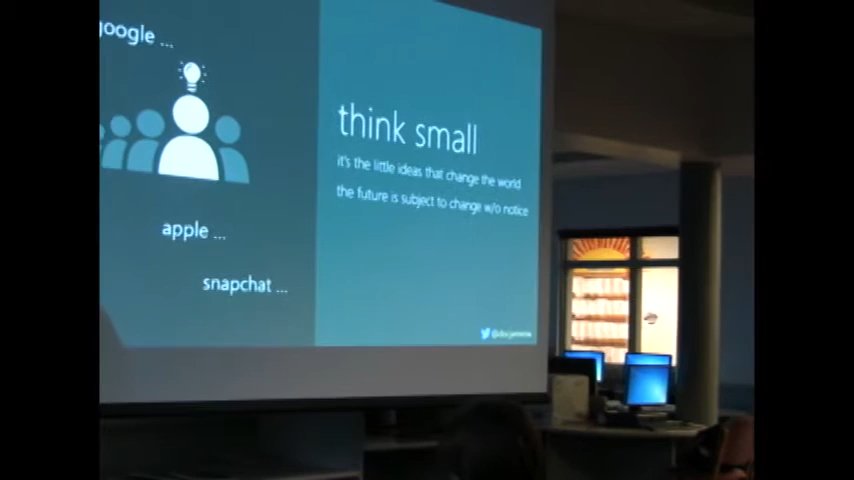 google ...
apple ...
snapchat ...
think small
it's the little ideas that change the world
the future is subject to change w/o notice